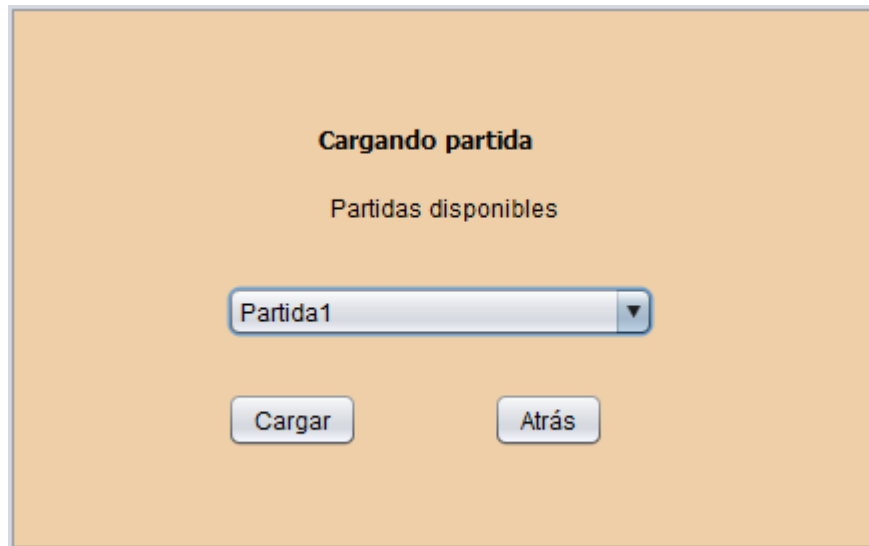 Cargando partida
Partidas disponibles
Partida1
Cargar Atrás